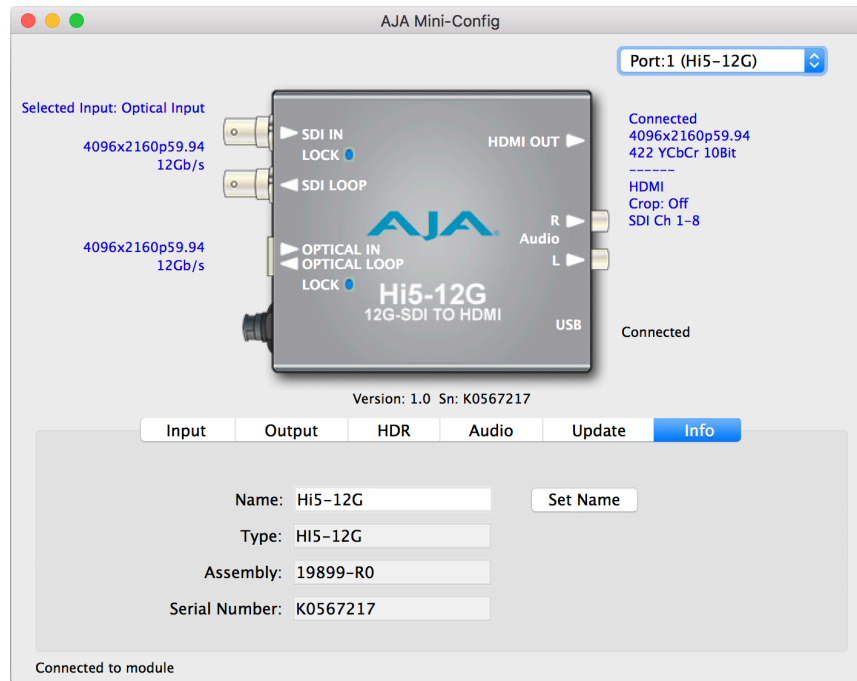 AJA Mini-Config
Port:1 (Hi5-12G)
Selected Input: Optical Input
4096x2160p59.94
12Gb/s
4096x2160p59.94
12Gb/s
SDI IN
LOCK
SDI LOOP
HDMI OUT
AJA
R
Audio
L
OPTICAL IN
OPTICAL LOOP
LOCK
Hi5-12G
12G-SDI TO HDMI
USB
Connected
4096x2160p59.94
422 YCbCr 10Bit
------
HDMI
Crop: Off
SDI Ch 1-8
Connected
Version: 1.0 Sn: K0567217
Input Output HDR Audio Update Info
Name: Hi5-12G Set Name
Type: HI5-12G
Assembly: 19899-R0
Serial Number: K0567217
Connected to module